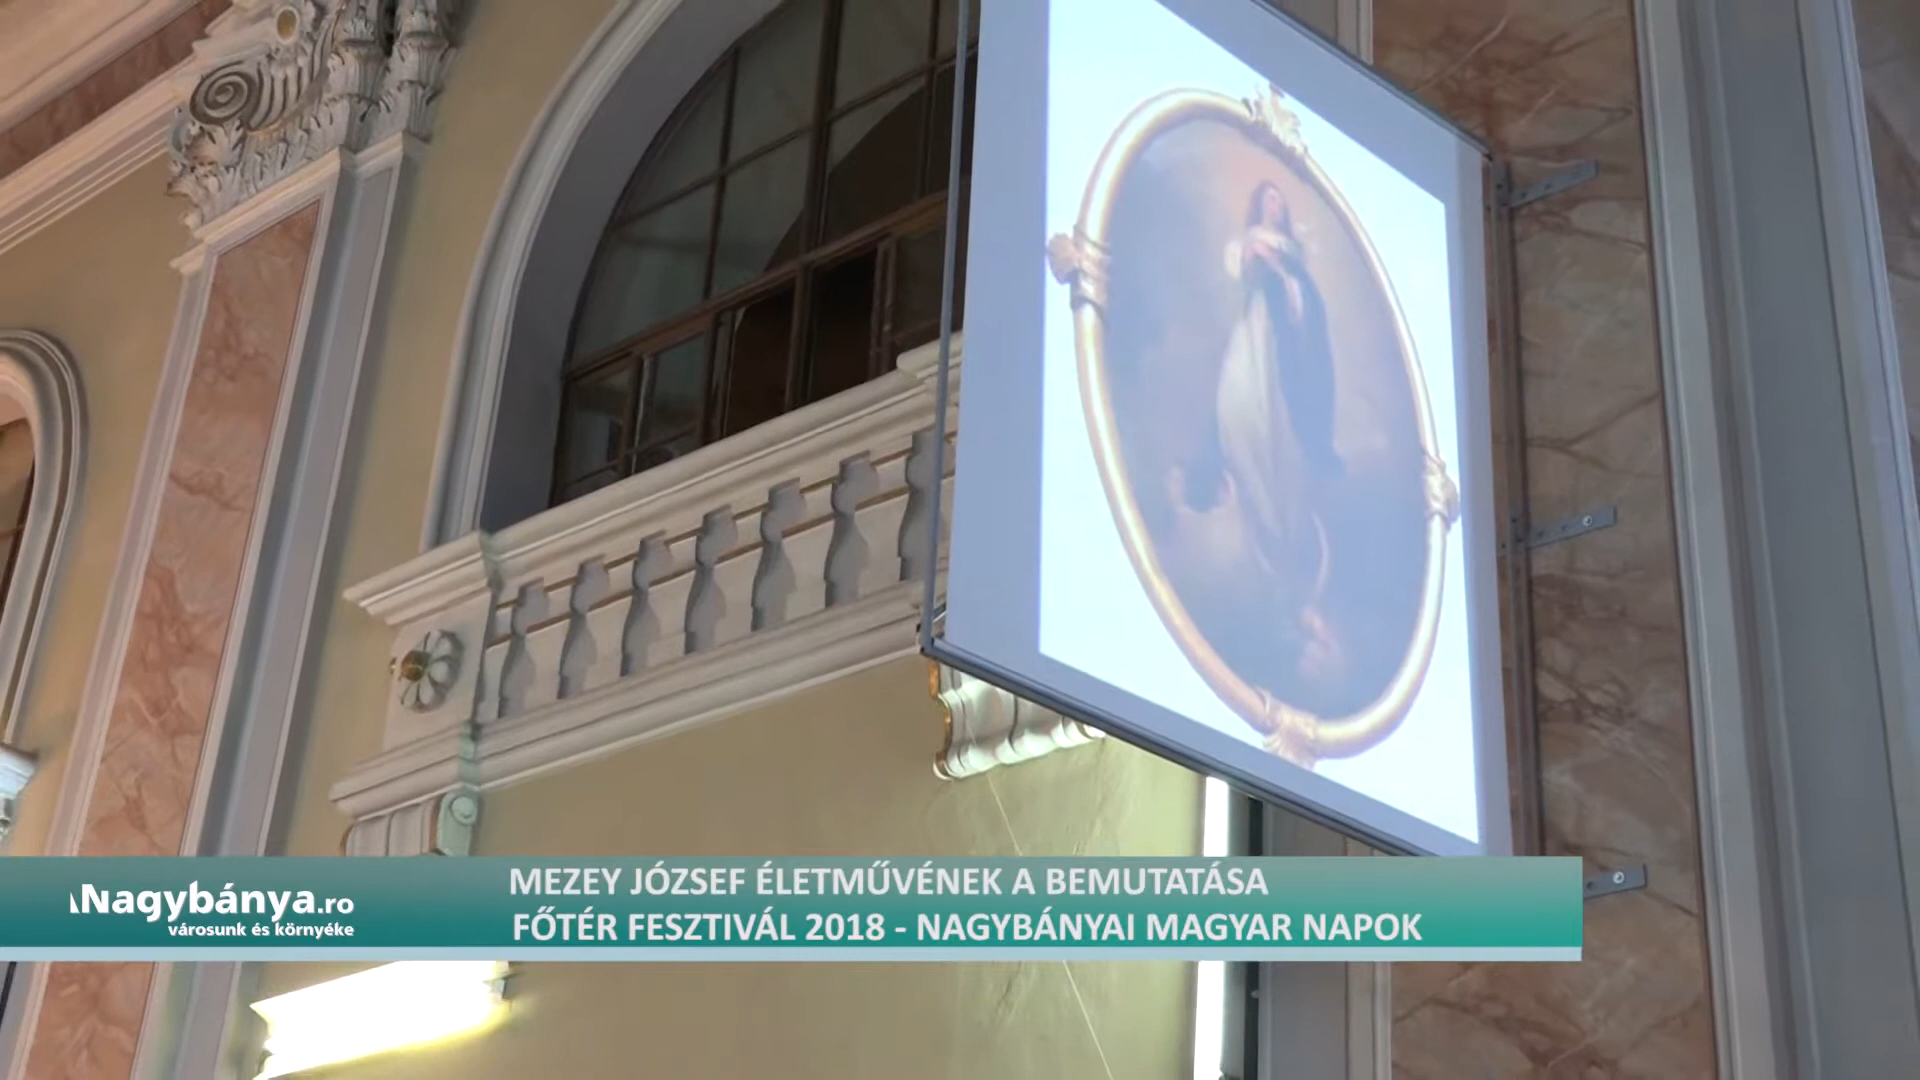 Nagybánya.ro
városunk és környéke
MEZEY JÓZSEF ÉLETMŰVÉNEK A BEMUTATÁSA
FŐTÉR FESZTIVÁL 2018 - NAGYBÁNYAI MAGYAR NAPOK